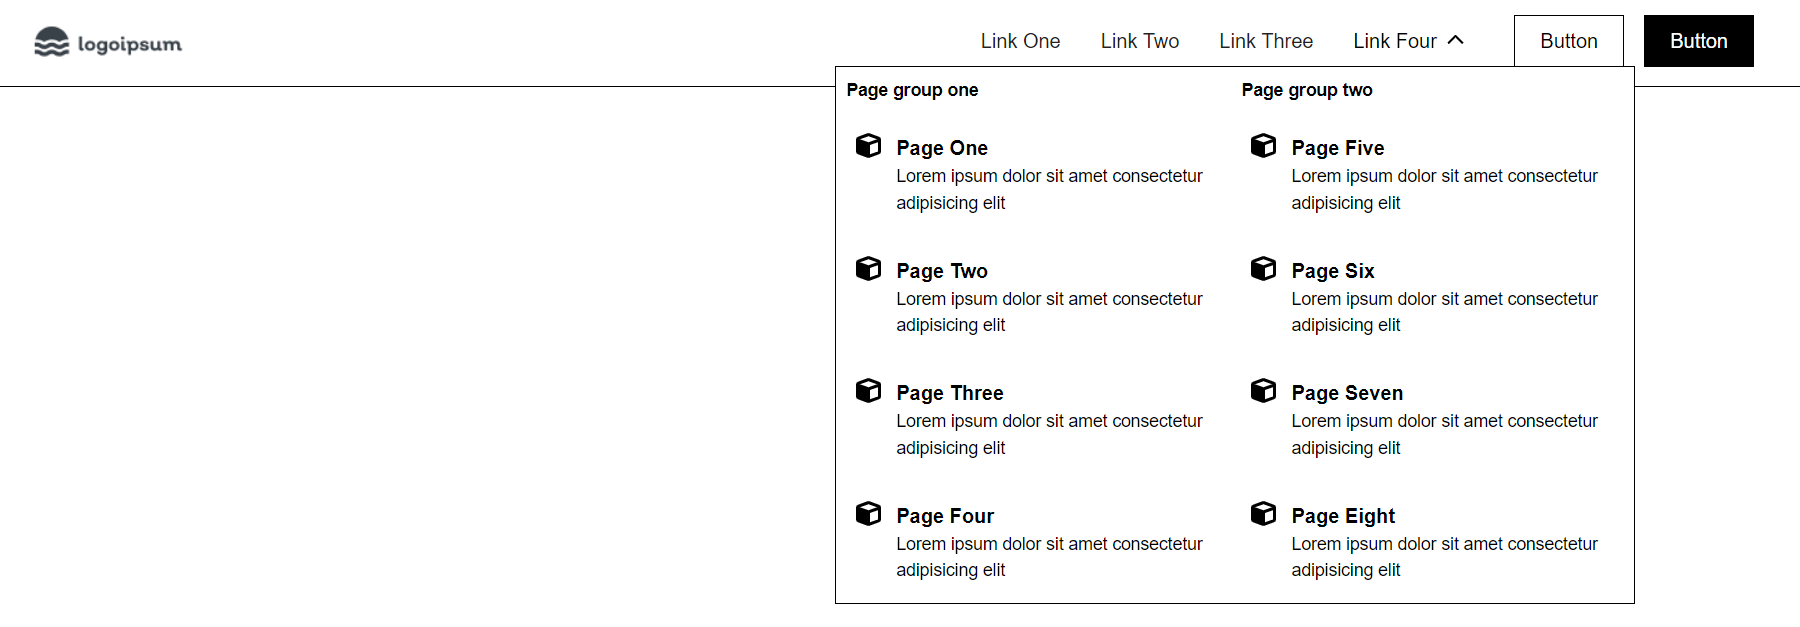 logoipsum
Link One
Link Two
Link Three
Link Four
Button
Button
Page group one
Page One
Lorem ipsum dolor sit amet consectetur
adipisicing elit
Page Two
Lorem ipsum dolor sit amet consectetur
adipisicing elit
Page Three
Lorem ipsum dolor sit amet consectetur
adipisicing elit
Page Four
Lorem ipsum dolor sit amet consectetur
adipisicing elit
Page group two
Page Five
Lorem ipsum dolor sit amet consectetur
adipisicing elit
Page Six
Lorem ipsum dolor sit amet consectetur
adipisicing elit
Page Seven
Lorem ipsum dolor sit amet consectetur
adipisicing elit
Page Eight
Lorem ipsum dolor sit amet consectetur
adipisicing elit